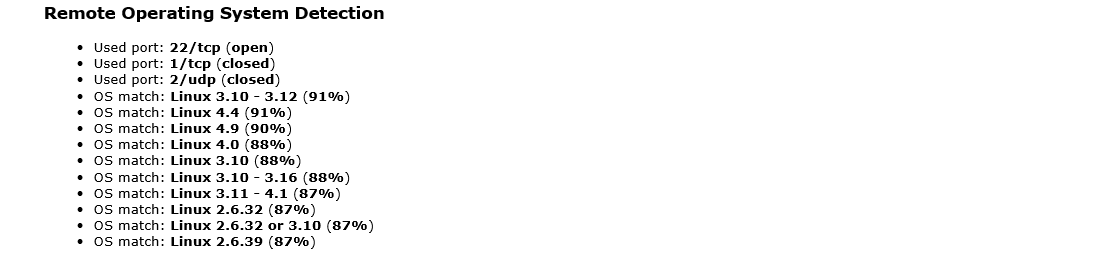 Remote Operating System Detection
• Used port: 22/tcp (open)
• Used port: 1/tcp (closed)
• Used port: 2/udp (closed)
• OS match: Linux 3.10 - 3.12 (91%)
• OS match: Linux 4.4 (91%)
• OS match: Linux 4.9 (90%)
• OS match: Linux 4.0 (88%)
• OS match: Linux 3.10 (88%)
• OS match: Linux 3.10 - 3.16 (88%)
• OS match: Linux 3.11 - 4.1 (87%)
• OS match: Linux 2.6.32 (87%)
• OS match: Linux 2.6.32 or 3.10 (87%)
• OS match: Linux 2.6.39 (87%)